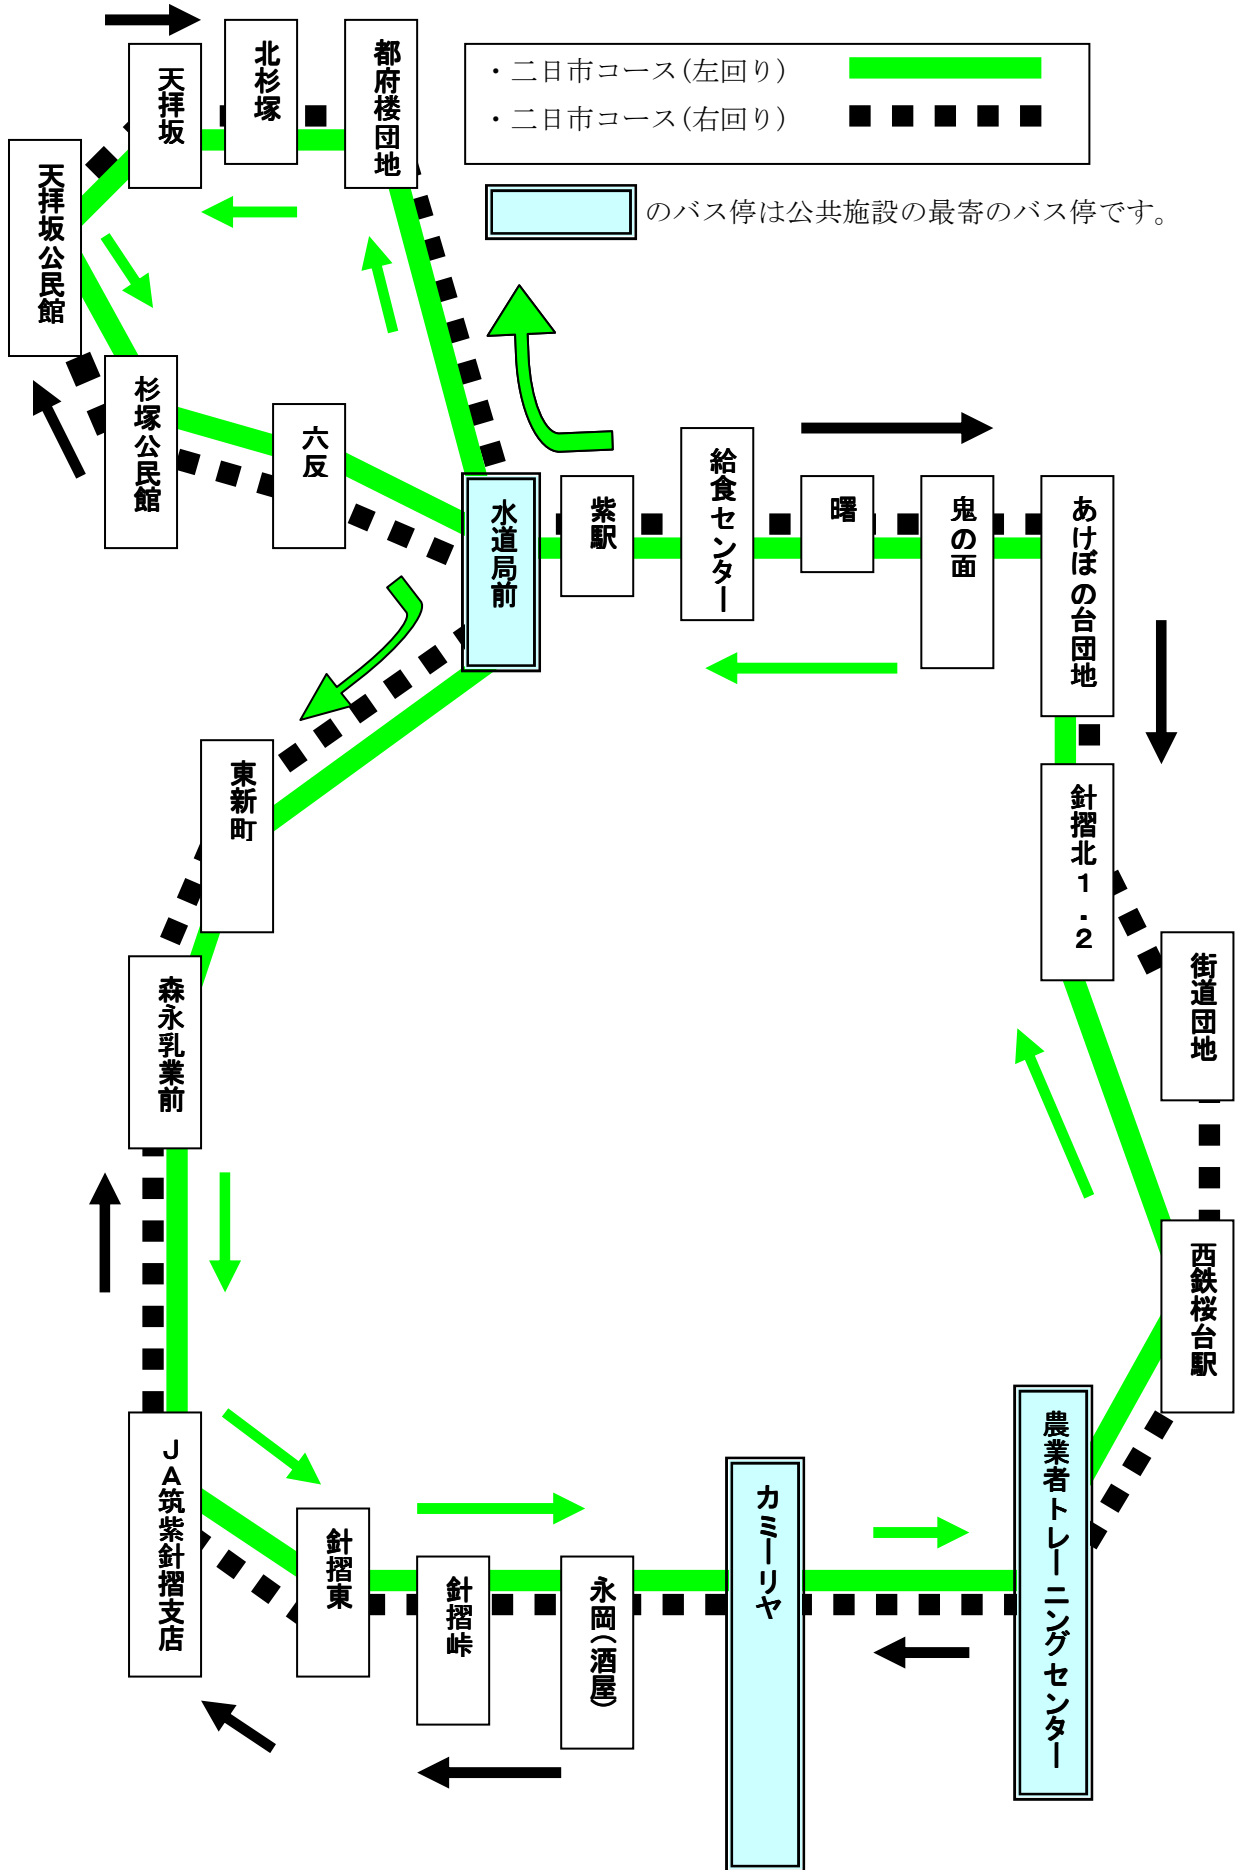 ・二日市コース(左回り)
・二日市コース(右回り)
のバス停は公共施設の最寄のバス停です。
都府楼団地
北杉塚
天拝坂
天拝坂公民館
杉塚公民館
六反
水道局前
紫駅
給食センター
曙
鬼の面
あけぼの台団地
針摺北1・2
街道団地
西鉄桜台駅
農業者トレーニングセンター
カミーリヤ
永岡(酒屋)
針摺峠
針摺東
JA筑紫針摺支店
森永乳業前
東新町